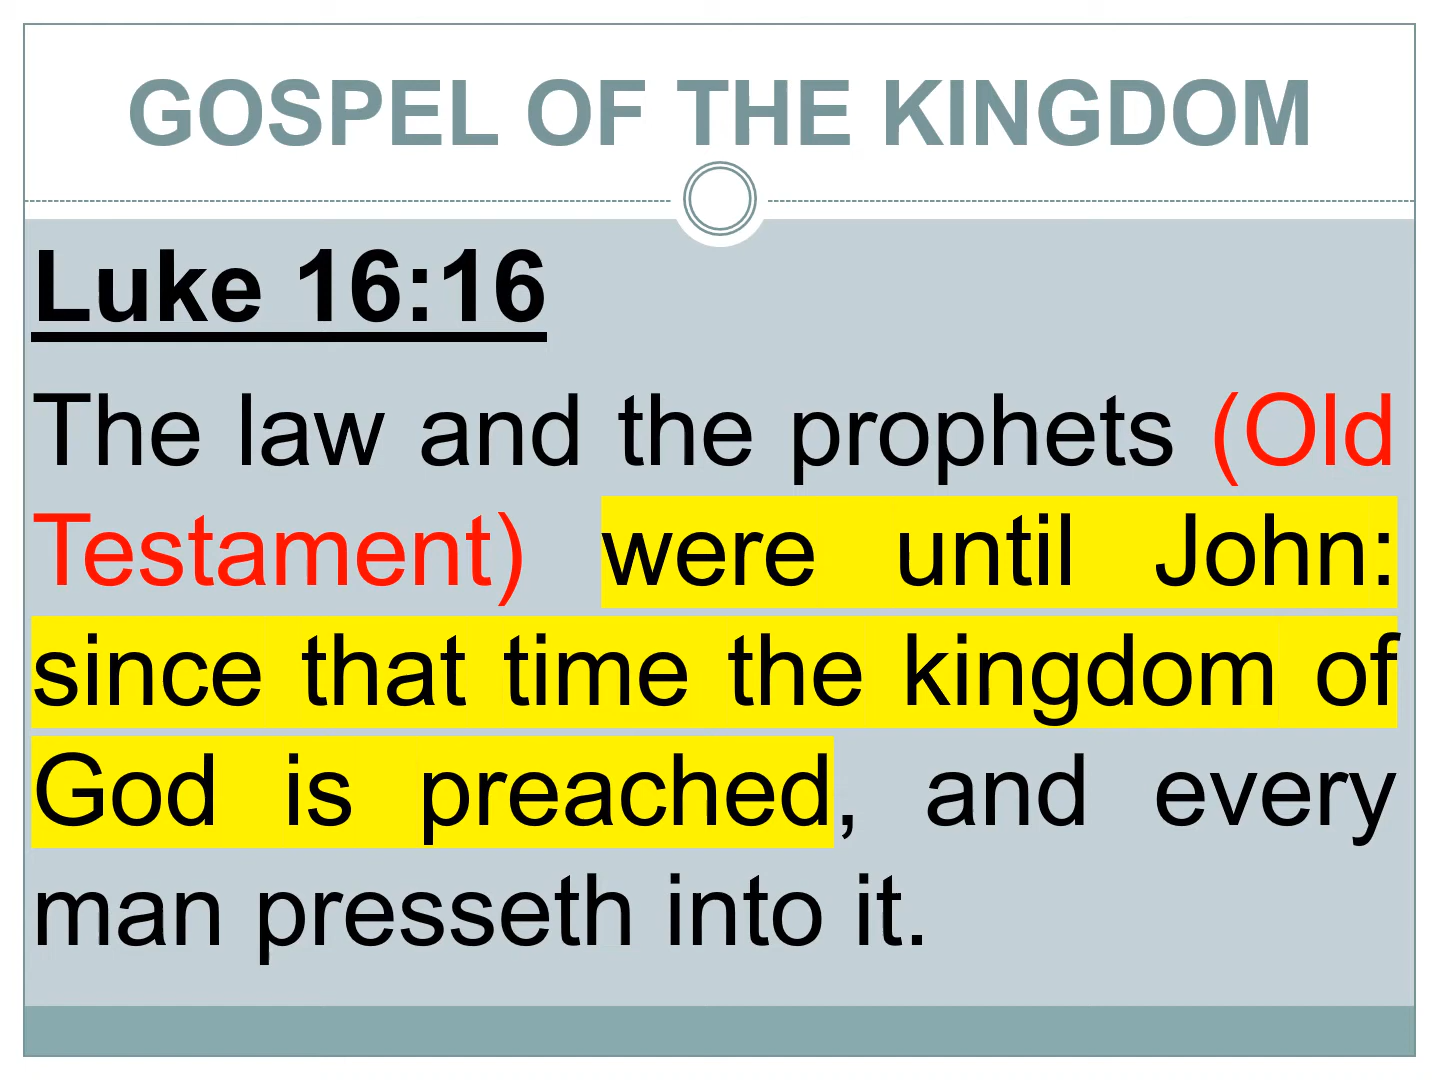 GOSPEL OF THE KINGDOM
Luke 16:16
The law and the prophets (Old
Testament) were until John:
since that time the kingdom of
God is preached, and every
man presseth into it.